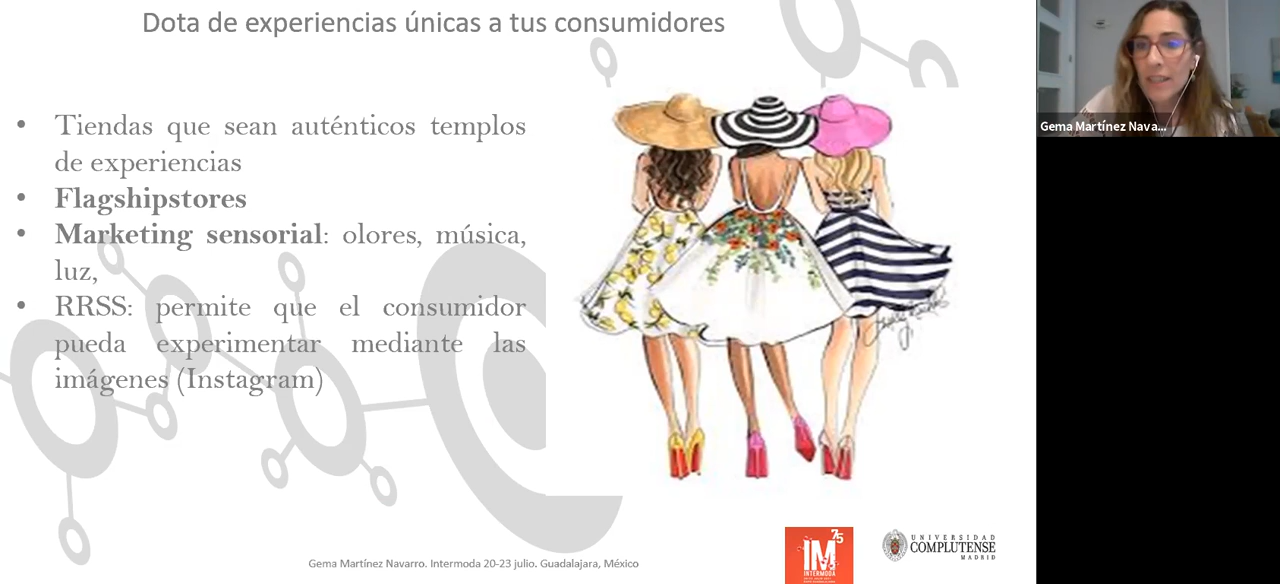 Dota de experiencias únicas a tus consumidores
• Tiendas que sean auténticos templos
de experiencias
• Flagshipstores
• Marketing sensorial: olores, música,
luz,
• RRSS: permite que el consumidor
pueda experimentar mediante las
imágenes (Instagram)
Gema Martínez Navarro. Intermoda 20-23 julio. Guadalajara, México
IM
75
INTERMODA
UNIVERSIDAD
COMPLUTENSE
MADRID
Gema Martínez Nava...